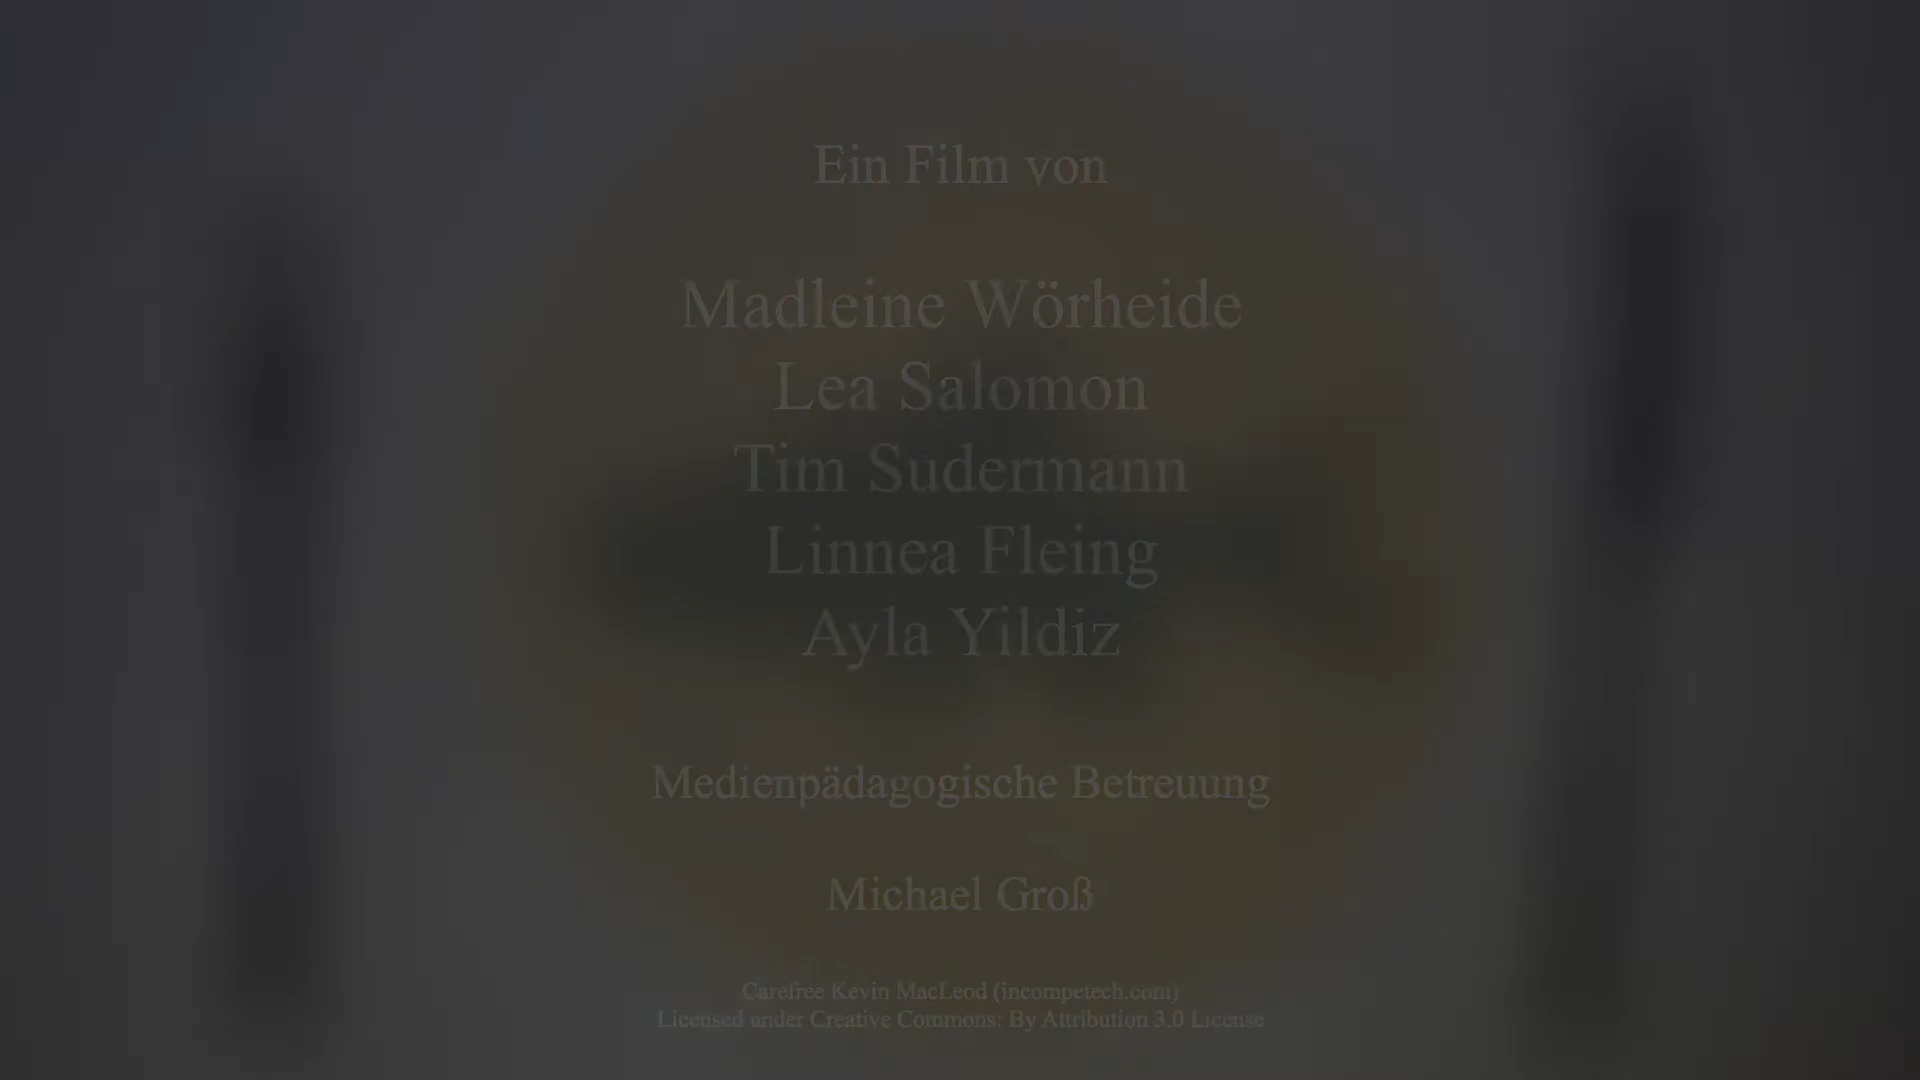 Ein Film von
Madleine Wörheide
Lea Salomon
Tim Sudermann
Linnea Fleing
Ayla Yildiz
Medienpädagogische Betreuung
Michael Groß
Carefree Kevin MacLeod (incompetech.com)
Licensed under Creative Commons: By Attribution 3.0 License